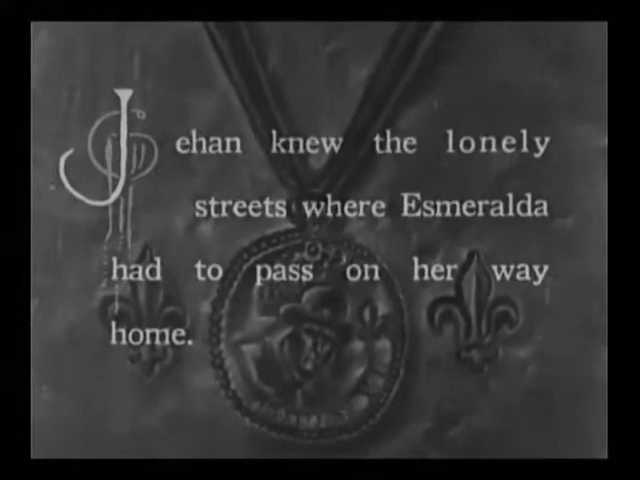 Jehan knew the lonely
streets where Esmeralda
had to pass on her way
home.